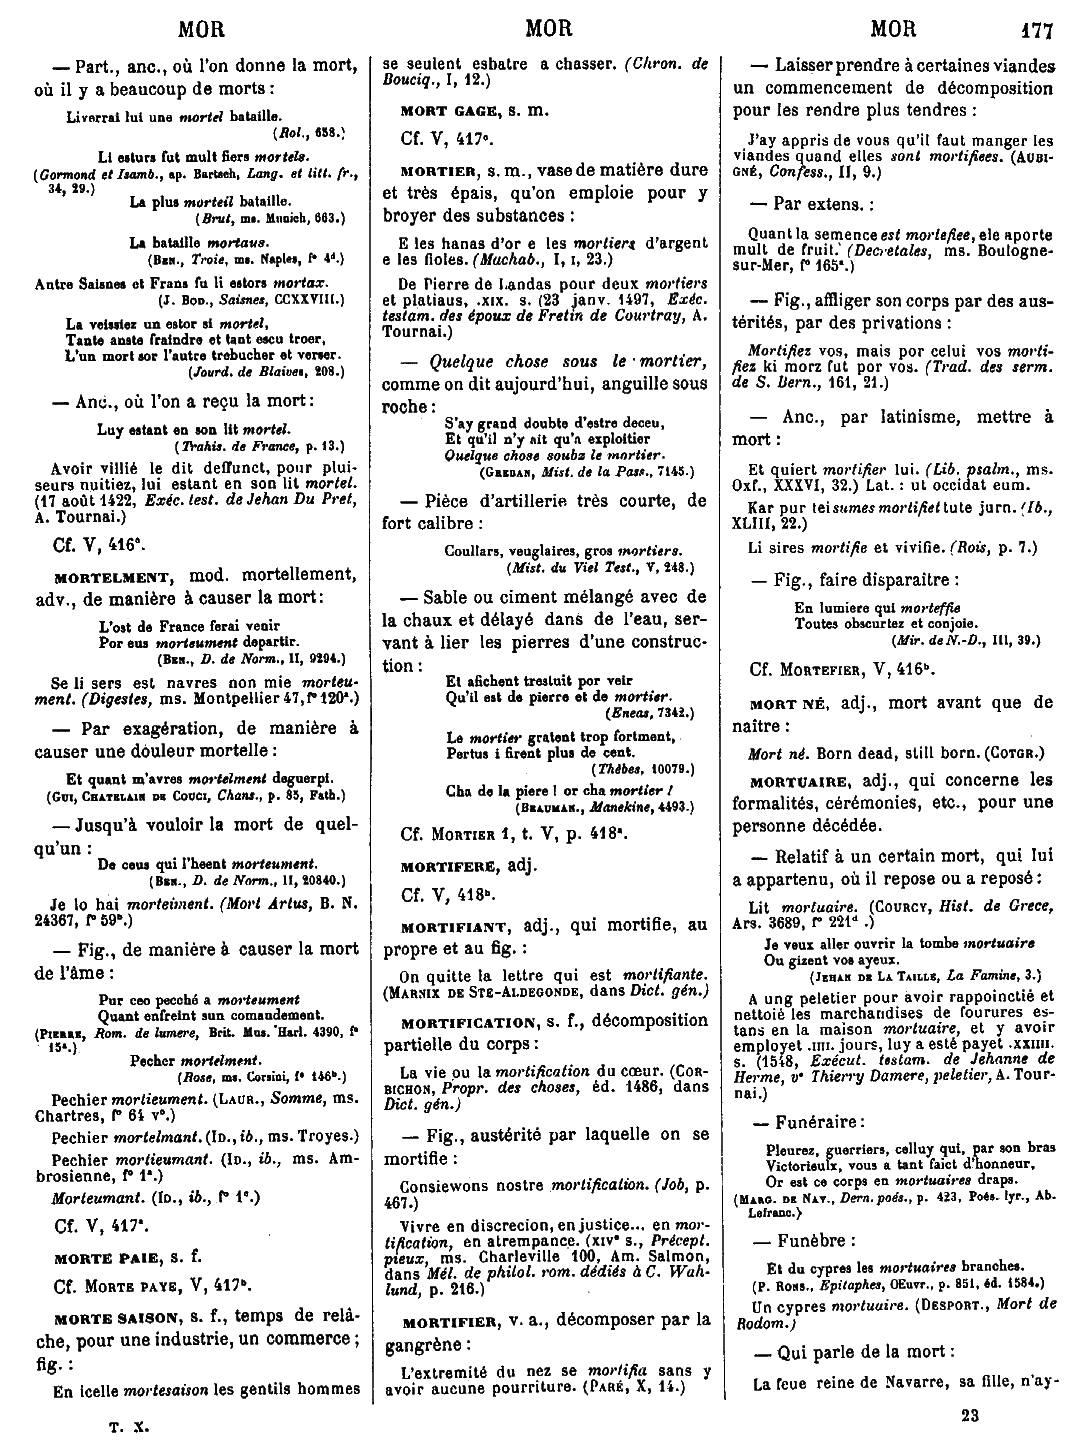 MOR
MOR
MOR
177
— Part., anc., où l'on donne la mort,
où il y a beaucoup de morts :
Liverrai lui une mortel bataille.
(Rol., 658.)
Li esturs fut mult fiers mortels.
(Gormond et Isamb., ap. Bartsch, Lang. et litt. fr.,
34, 29.)
La plus morteil bataille.
(Brut, ms. Munich, 663.)
La bataille mortaus.
(BEN., Troie, ms. Naples, f° 4d.)
Antre Saisnes et Frans fu li estors mortax.
(J. BOD., Saisnes, CCXXVIII.)
La veissiez un estor si mortel,
Tante anste fraindre et tant escu troer,
L'un mort sor l'autre trebucher et verser.
(Jourd. de Blaives, 208.)
— Anc., où l'on a reçu la mort :
Luy estant en son lit mortel.
(Trahis. de France, p. 13.)
Avoir villié le dit deffunct, pour plui-
seurs nuitiez, lui estant en son lit mortel.
(17 août 1422, Exéc. test. de Jehan Du Pret,
A. Tournai.)
Cf. V, 416a.
MORTELMENT, mod. mortellement,
adv., de manière à causer la mort :
L'ost de France ferai venir
Por eus morteument departir.
(BEN., D. de Norm., II, 9294.)
Se li sers est navres non mie morteu-
ment. (Digestes, ms. Montpellier 47, f° 120a.)
— Par exagération, de manière à
causer une douleur mortelle :
Et quant m'avres mortelment deguerpi.
(GUI, CHATELAIN DE COUCI, Chans., p. 85, Fath.)
— Jusqu'à vouloir la mort de quel-
qu'un :
De ceus qui l'heent morteument.
(BEN., D. de Norm., II, 20840.)
Je lo hai morteiment. (Mort Artus, B. N.
24367, f° 59b.)
— Fig., de manière à causer la mort
de l'âme :
Pur ceo pecché a morteument
Quant enfreint sun comandement.
(PIERRE, Rom. de lumere, Brit. Mus. Harl. 4390, f°
15a.)
Pecher mortelment.
(Rose, ms. Corsini, f° 146b.)
Pechier mortieument. (LAUR., Somme, ms.
Chartres, f° 61 v°.)
Pechier mortelmant. (ID., ib., ms. Troyes.)
Pechier mortieumant. (ID., ib., ms. Am-
brosienne, f° 1a.)
Morteumant. (ID., ib., f° 1c.)
Cf. V, 417a.
MORTE PAIE, s. f.
Cf. MORTE PAYE, V, 417b.
MORTE SAISON, s. f., temps de relâ-
che, pour une industrie, un commerce ;
fig. :
En icelle mortesaison les gentils hommes
T. X.
se seulent esbatre a chasser. (Chron. de
Bouciq., I, 12.)
MORT GAGE, s. m.
Cf. V, 417c.
MORTIER, s. m., vase de matière dure
et très épais, qu'on emploie pour y
broyer des substances :
E les hanas d'or e les mortiers d'argent
e les fioles. (Machab., I, I, 23.)
De Pierre de Landas pour deux mortiers
et platiaus, .XIX. s. (23 janv. 1497, Exéc.
testam. des époux de Fretin de Courtray, A.
Tournai.)
— Quelque chose sous le mortier,
comme on dit aujourd'hui, anguille sous
roche :
S'ay grand doubte d'estre deceu,
Et qu'il n'y ait qu'a exploitier
Quelque chose soubz le mortier.
(GREBAN, Mist. de la Pass., 7145.)
— Pièce d'artillerie très courte, de
fort calibre :
Coullars, veuglaires, gros mortiers.
(Mist. du Viel Test., V, 248.)
— Sable ou ciment mélangé avec de
la chaux et délayé dans de l'eau, ser-
vant à lier les pierres d'une construc-
tion :
Et afichent trestuit por veir
Qu'il est de pierre et de mortier.
(Eneas, 7342.)
Le mortier gratent trop fortment,
Pertus i firent plus de cent.
(Thèbes, 10079.)
Cha de la piere ! or cha mortier !
(BEAUMAN., Manekine, 4493.)
Cf. MORTIER 1, t. V, p. 418a.
MORTIFERE, adj.
Cf. V, 418b.
MORTIFIANT, adj., qui mortifie, au
propre et au fig. :
On quitte la lettre qui est mortifiante.
(MARNIX DE STE-ALDEGONDE, dans Dict. gén.)
MORTIFICATION, s. f., décomposition
partielle du corps :
La vie ou la mortification du cœur. (COR-
BICHON, Propr. des choses, éd. 1486, dans
Dict. gén.)
— Fig., austérité par laquelle on se
mortifie :
Consiewons nostre mortification. (Job, p.
467.)
Vivre en discrecion, en justice... en mor-
tification, en atrempance. (XIVe s., Précept.
pieux, ms. Charleville 100, Am. Salmon,
dans Mél. de philol. rom. dédiés à C. Wah-
lund, p. 216.)
MORTIFIER, v. a., décomposer par la
gangrène :
L'extremité du nez se mortifia sans y
avoir aucune pourriture. (PARÉ, X, 14.)
— Laisser prendre à certaines viandes
un commencement de décomposition
pour les rendre plus tendres :
J'ay appris de vous qu'il faut manger les
viandes quand elles sont mortifiees. (AUBI-
GNÉ, Confess., II, 9.)
— Par extens. :
Quant la semence est mortefiee, ele aporte
mult de fruit. (Decretales, ms. Boulogne-
sur-Mer, f° 165a.)
— Fig., affliger son corps par des aus-
térités, par des privations :
Mortifiez vos, mais por celui vos morti-
fiez ki morz fut por vos. (Trad. des serm.
de S. Bern., 161, 21.)
— Anc., par latinisme, mettre à
mort :
Et quiert mortifier lui. (Lib. psalm., ms.
Oxf., XXXVI, 32.) Lat. : ut occidat eum.
Kar pur tei sumes mortifiet tute jurn. (Ib.,
XLIII, 22.)
Li sires mortifie et vivifie. (Rois, p. 7.)
— Fig., faire disparaître :
En lumiere qui morteffie
Toutes obscurtez et conjoie.
(Mir. de N.-D., III, 39.)
Cf. MORTEFIER, V, 416b.
MORT NÉ, adj., mort avant que de
naître :
Mort né. Born dead, still born. (COTGR.)
MORTUAIRE, adj., qui concerne les
formalités, cérémonies, etc., pour une
personne décédée.
— Relatif à un certain mort, qui lui
a appartenu, où il repose ou a reposé :
Lit mortuaire. (COURCY, Hist. de Grece,
Ars. 3689, f° 221d.)
Je veux aller ouvrir la tombe mortuaire
Ou gizent vos ayeux.
(JEHAN DE LA TAILLE, La Famine, 3.)
A ung peletier pour avoir rappoinctié et
nettoié les marchandises de fourures es-
tans en la maison mortuaire, et y avoir
employet .IIII. jours, luy a esté payet .XXIIII.
s. (1548, Exécut. testam. de Jehanne de
Herme, ve Thierry Damere, peletier, A. Tour-
nai.)
— Funéraire :
Pleurez, guerriers, celluy qui, par son bras
Victorieulx, vous a tant faict d'honneur,
Or est ce corps en mortuaires draps.
(MARG. DE NAV., Dern. poés., p. 423, Poés. lyr., Ab.
Lefranc.)
— Funèbre :
Et du cypres les mortuaires branches.
(P. RONS., Epitaphes, Œuvr., p. 851, éd. 1584.)
Un cypres mortuaire. (DESPORT., Mort de
Rodom.)
— Qui parle de la mort :
La feue reine de Navarre, sa fille, n'ay-
23